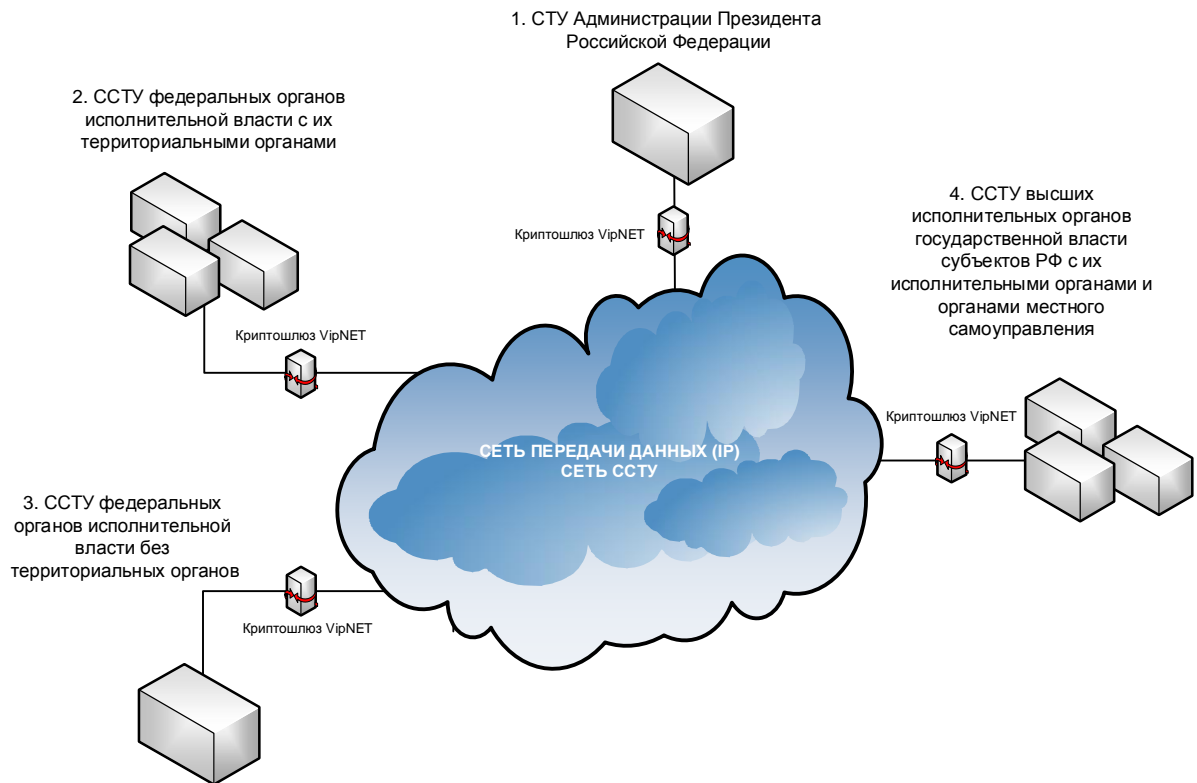 1. СТУ Администрации Президента
Российской Федерации
2. ССТУ федеральных органов
исполнительной власти с их
территориальными органами
Криптошлюз VipNET
4. ССТУ высших
исполнительных органов
государственной власти
субъектов РФ с их
исполнительными органами и
органами местного
самоуправления
Криптошлюз VipNET
Криптошлюз VipNET
СЕТЬ ПЕРЕДАЧИ ДАННЫХ (IP)
СЕТЬ ССТУ
3. ССТУ федеральных
органов исполнительной
власти без
территориальных органов
Криптошлюз VipNET